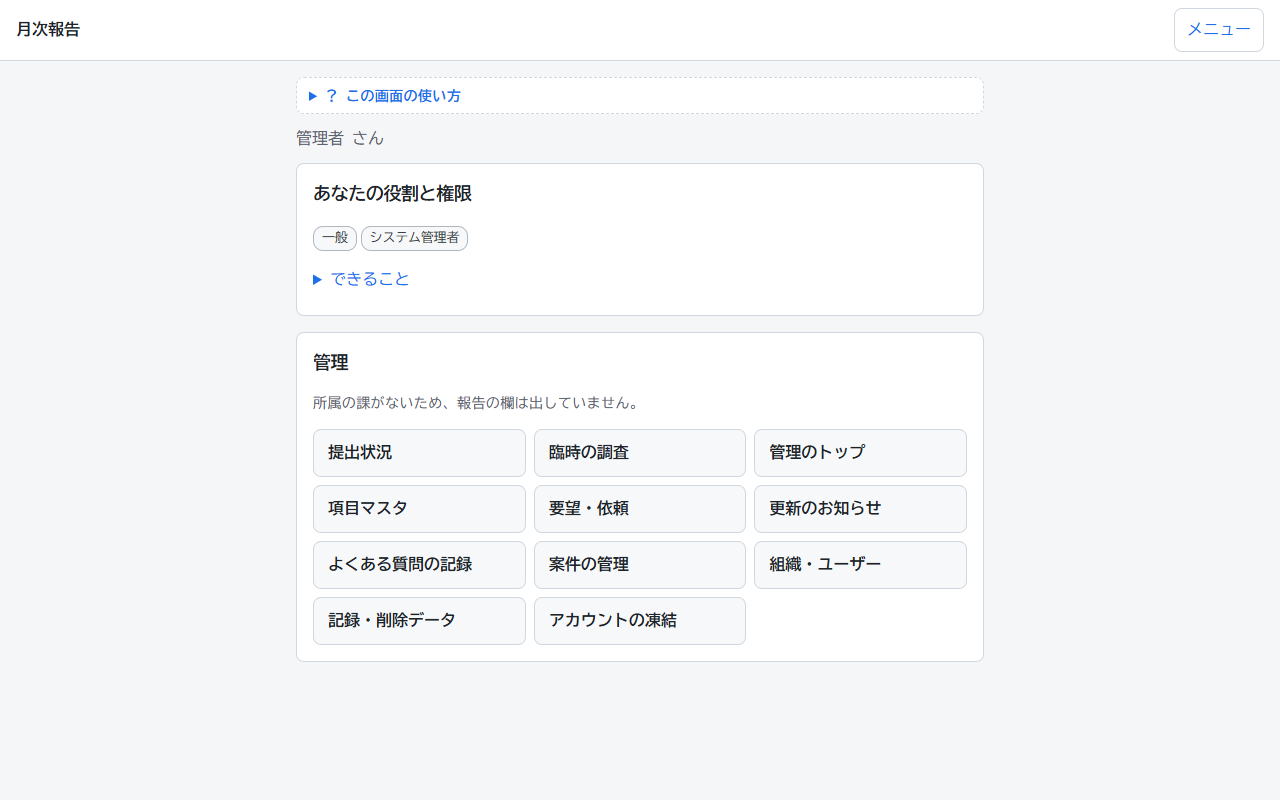 月次報告
メニュー
▶ ? この画面の使い方
管理者 さん
あなたの役割と権限
一般 システム管理者
▶ できること
管理
所属の課がないため、報告の欄は出していません。
提出状況 臨時の調査 管理のトップ
項目マスタ 要望・依頼 更新のお知らせ
よくある質問の記録 案件の管理 組織・ユーザー
記録・削除データ アカウントの凍結